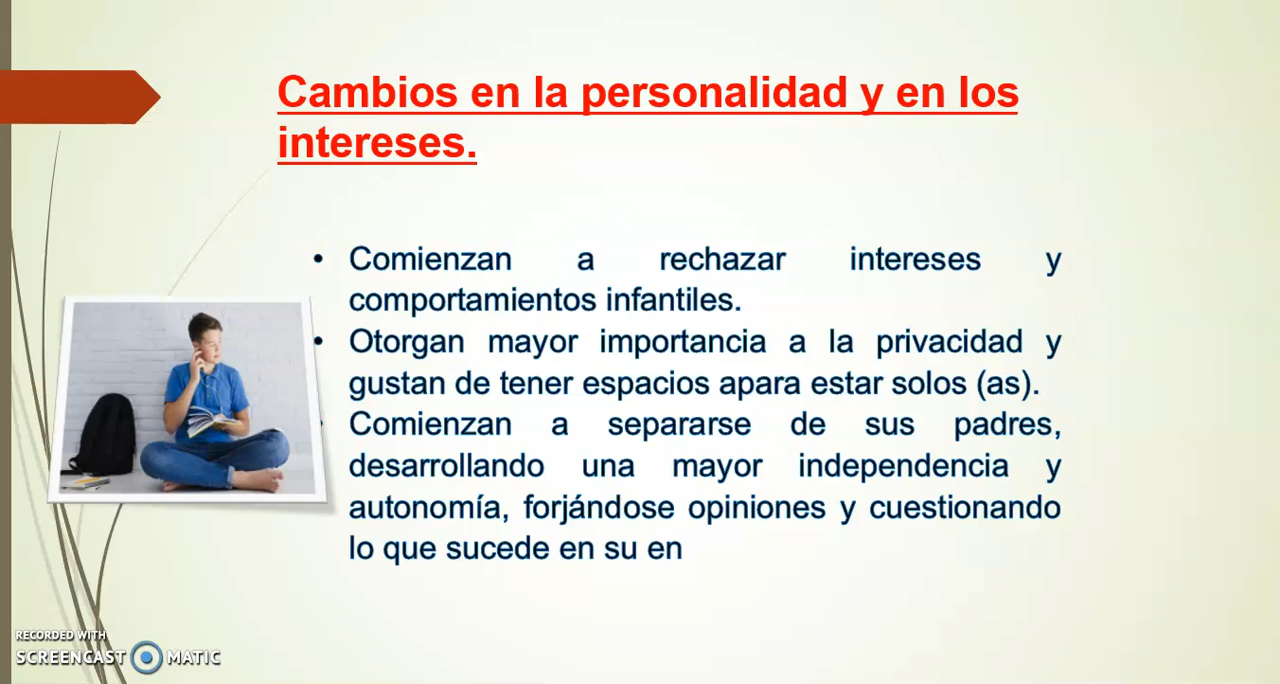 Cambios en la personalidad y en los
intereses.
• Comienzan a rechazar intereses y
comportamientos infantiles.
• Otorgan mayor importancia a la privacidad y
gustan de tener espacios apara estar solos (as).
Comienzan a separarse de sus padres,
desarrollando una mayor independencia y
autonomía, forjándose opiniones y cuestionando
lo que sucede en su en
RECORDED WITH
SCREENCAST MATIC